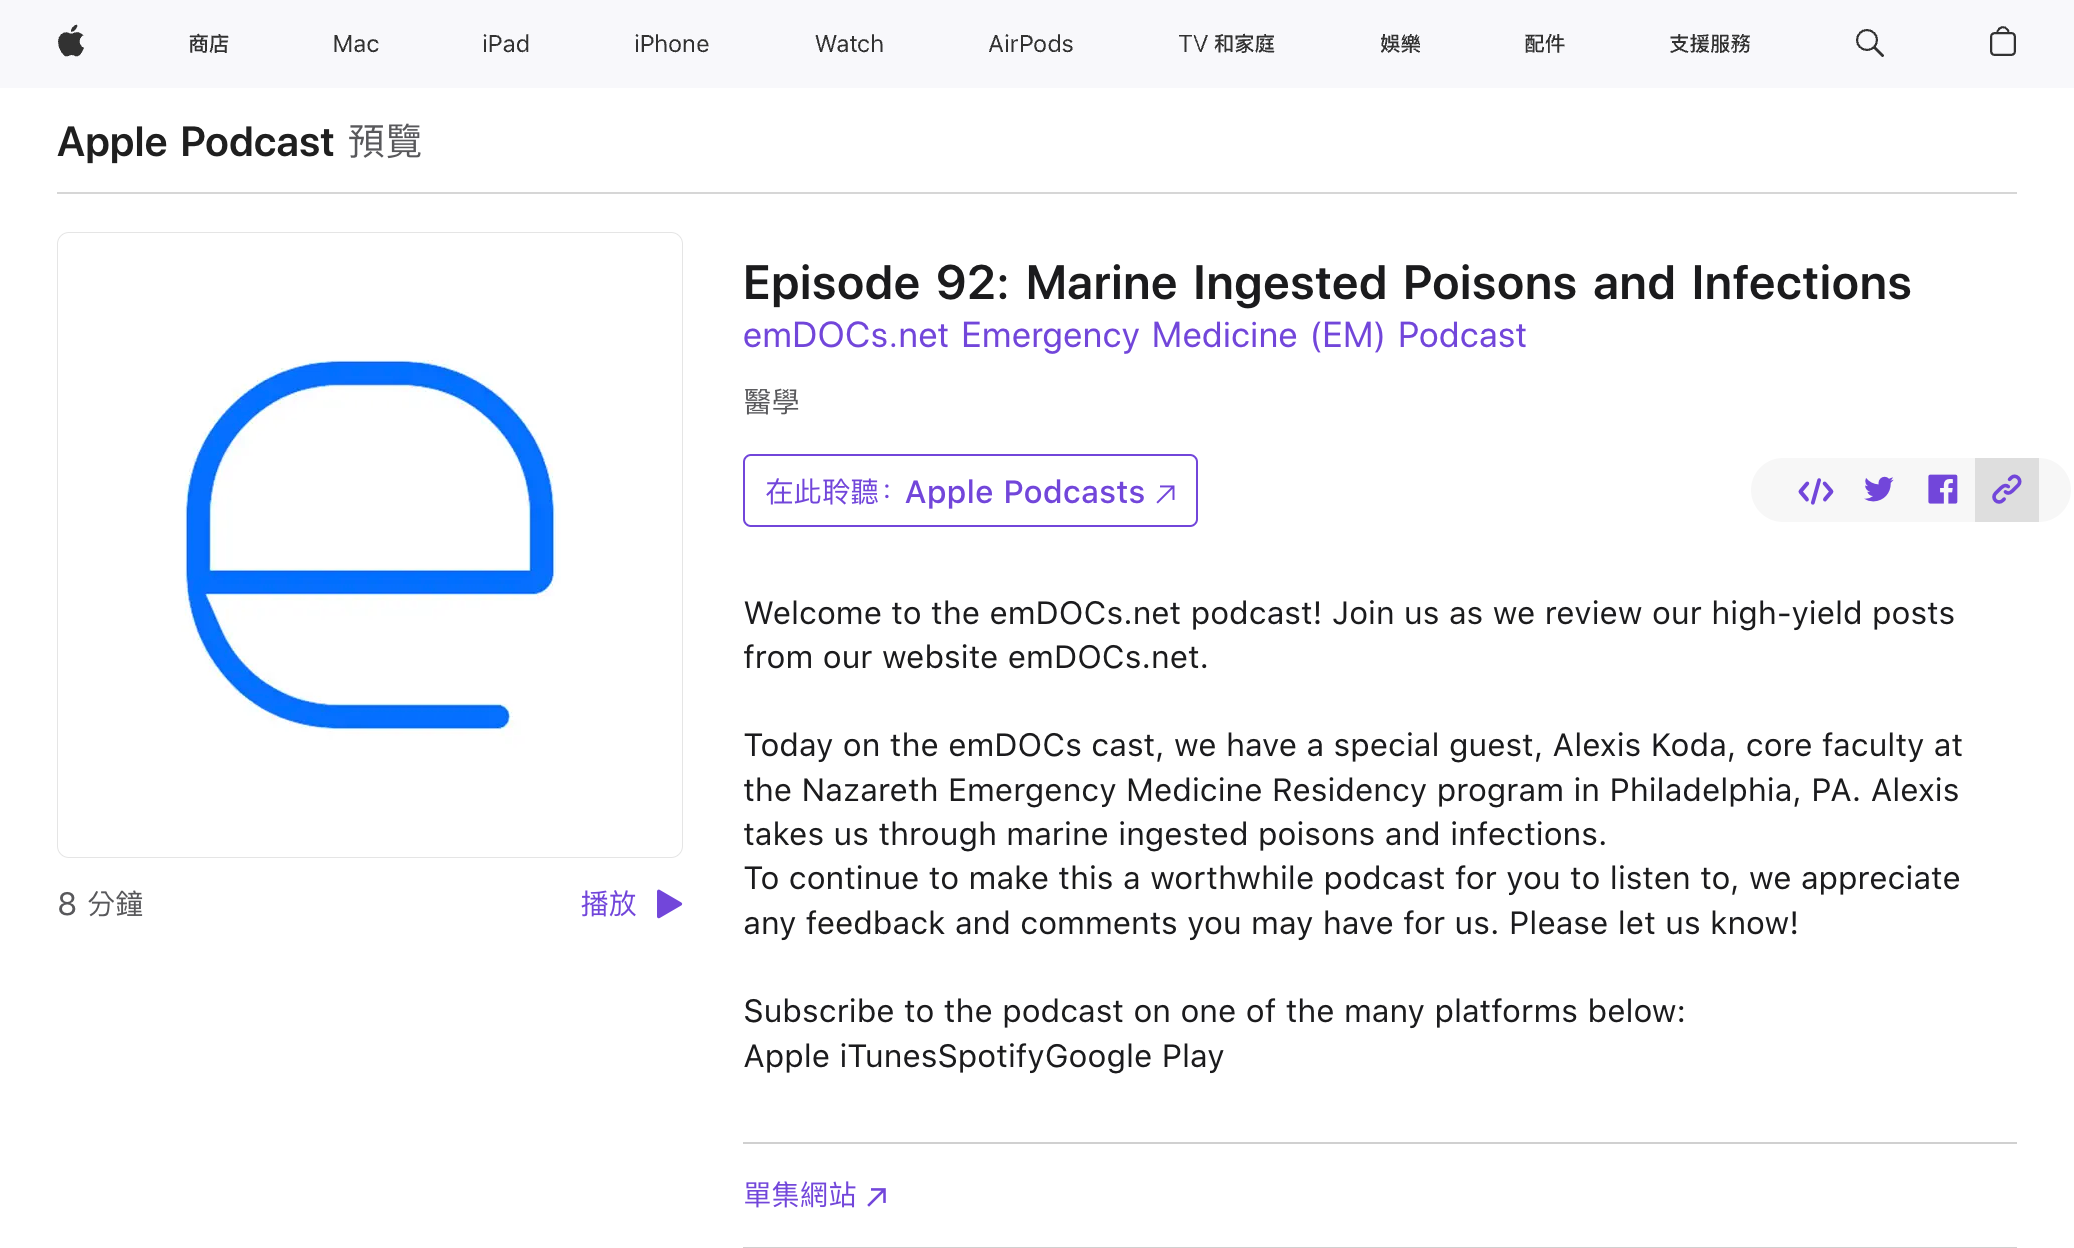 商店 Mac iPad iPhone Watch AirPods TV 和家庭 娛樂 配件 支援服務
Apple Podcast 預覽
Episode 92: Marine Ingested Poisons and Infections
emDOCs.net Emergency Medicine (EM) Podcast
醫學
在此聆聽：Apple Podcasts ↗
Welcome to the emDOCs.net podcast! Join us as we review our high-yield posts
from our website emDOCs.net.
Today on the emDOCs cast, we have a special guest, Alexis Koda, core faculty at
the Nazareth Emergency Medicine Residency program in Philadelphia, PA. Alexis
takes us through marine ingested poisons and infections.
To continue to make this a worthwhile podcast for you to listen to, we appreciate
any feedback and comments you may have for us. Please let us know!
Subscribe to the podcast on one of the many platforms below:
Apple iTunesSpotifyGoogle Play
8 分鐘
播放
單集網站 ↗